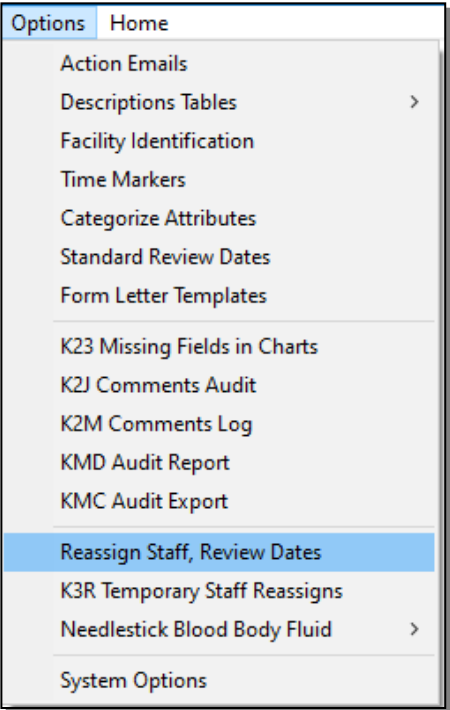 Options Home
Action Emails
Descriptions Tables
Facility Identification
Time Markers
Categorize Attributes
Standard Review Dates
Form Letter Templates
K23 Missing Fields in Charts
K2J Comments Audit
K2M Comments Log
KMD Audit Report
KMC Audit Export
Reassign Staff, Review Dates
K3R Temporary Staff Reassigns
Needlestick Blood Body Fluid
System Options